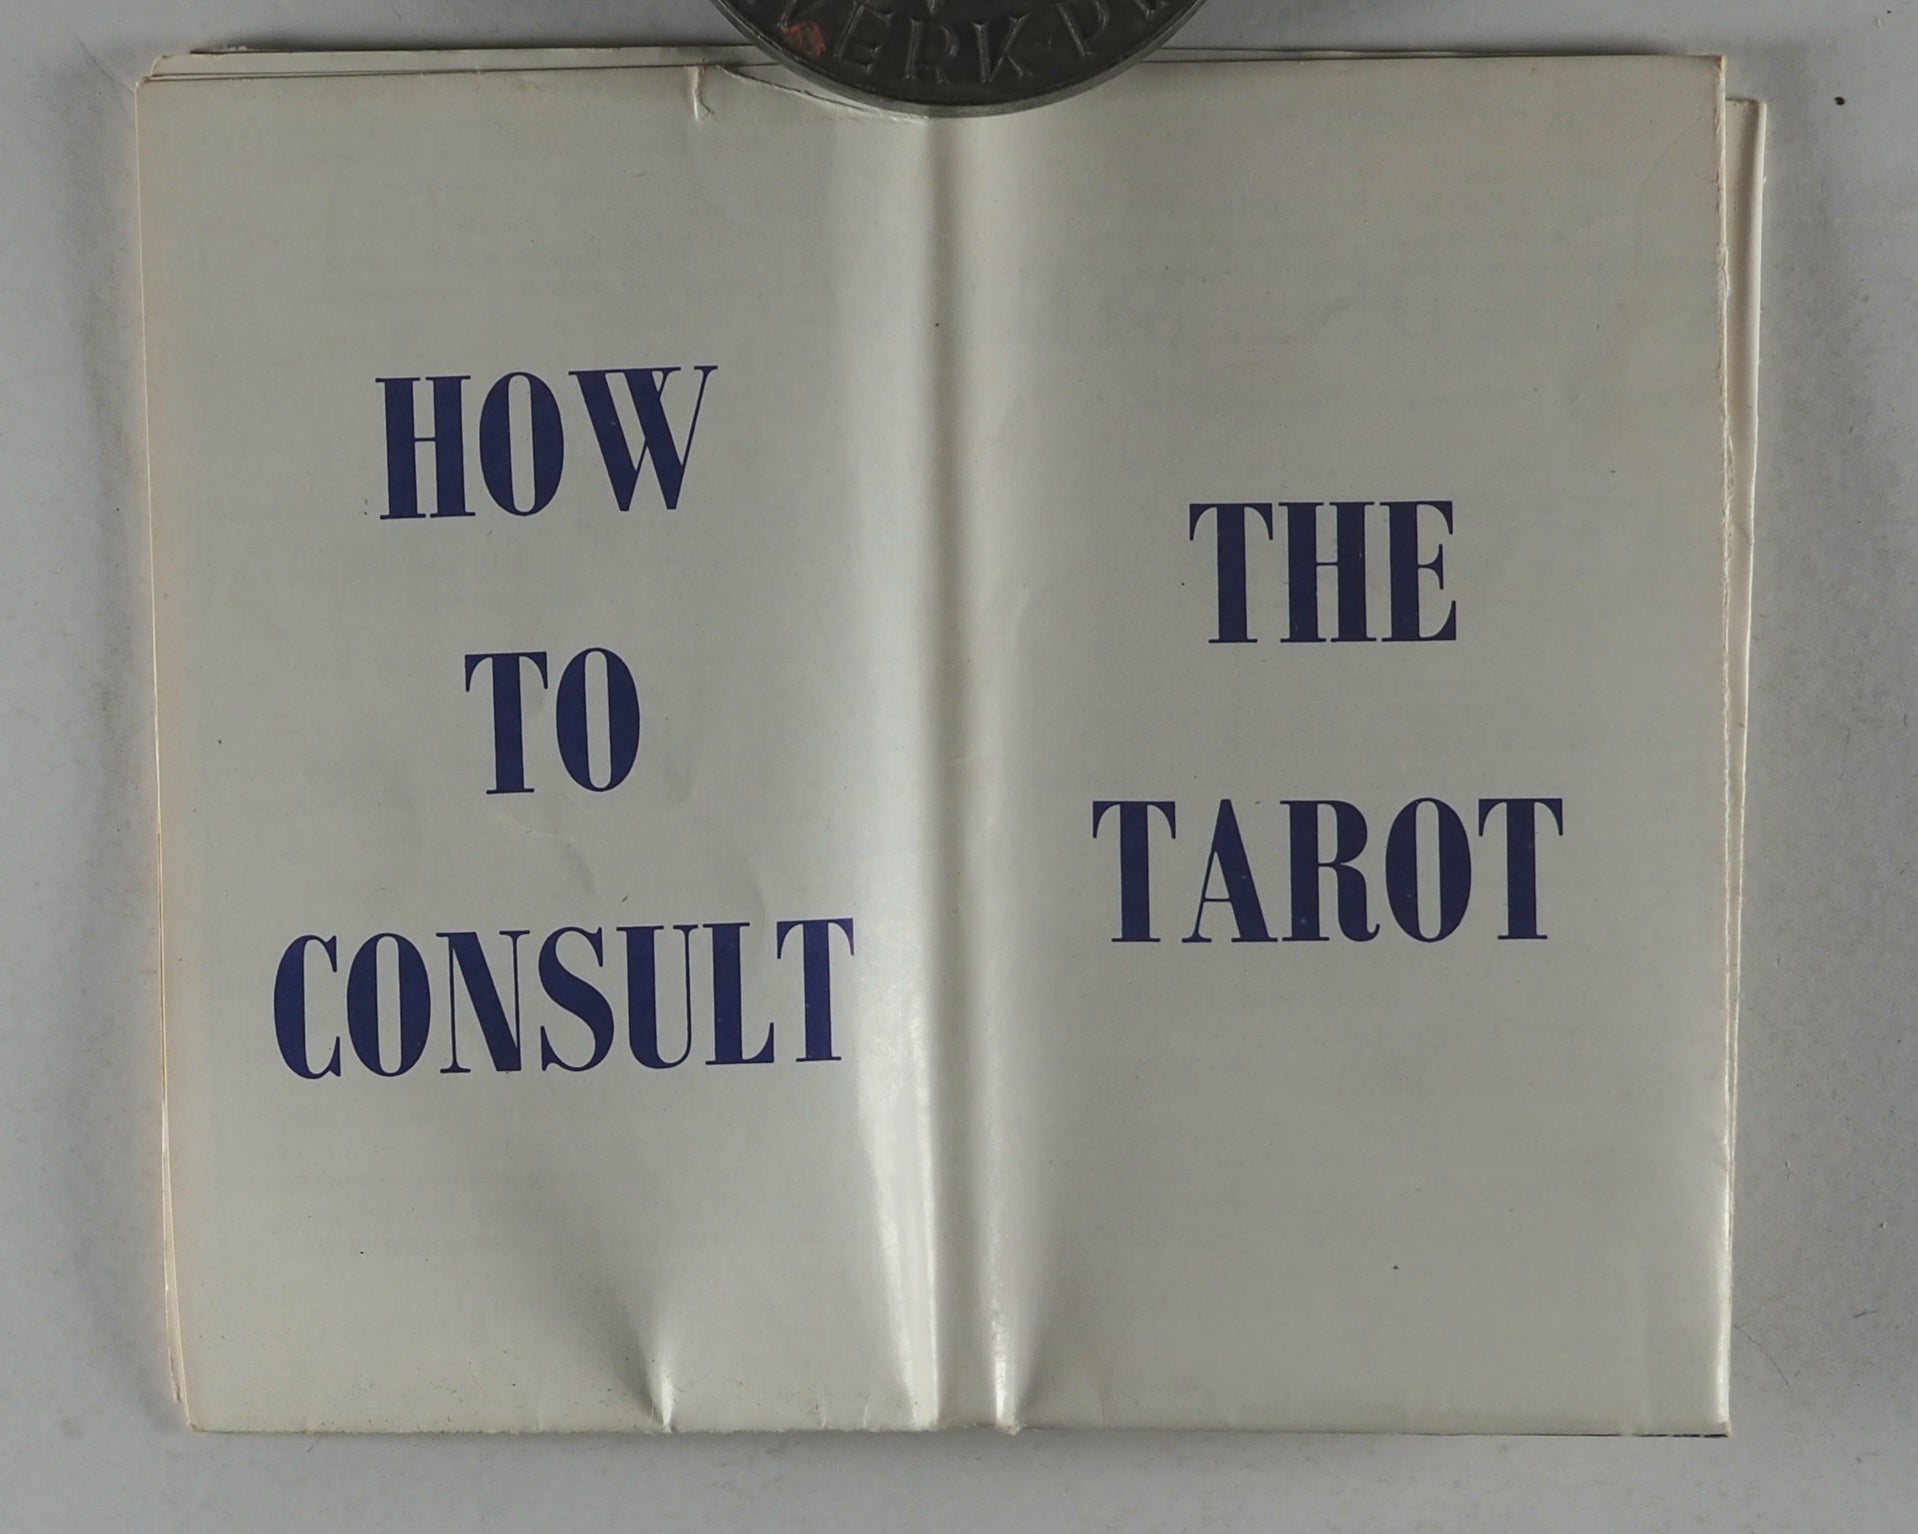 HOW
TO
CONSULT
THE
TAROT